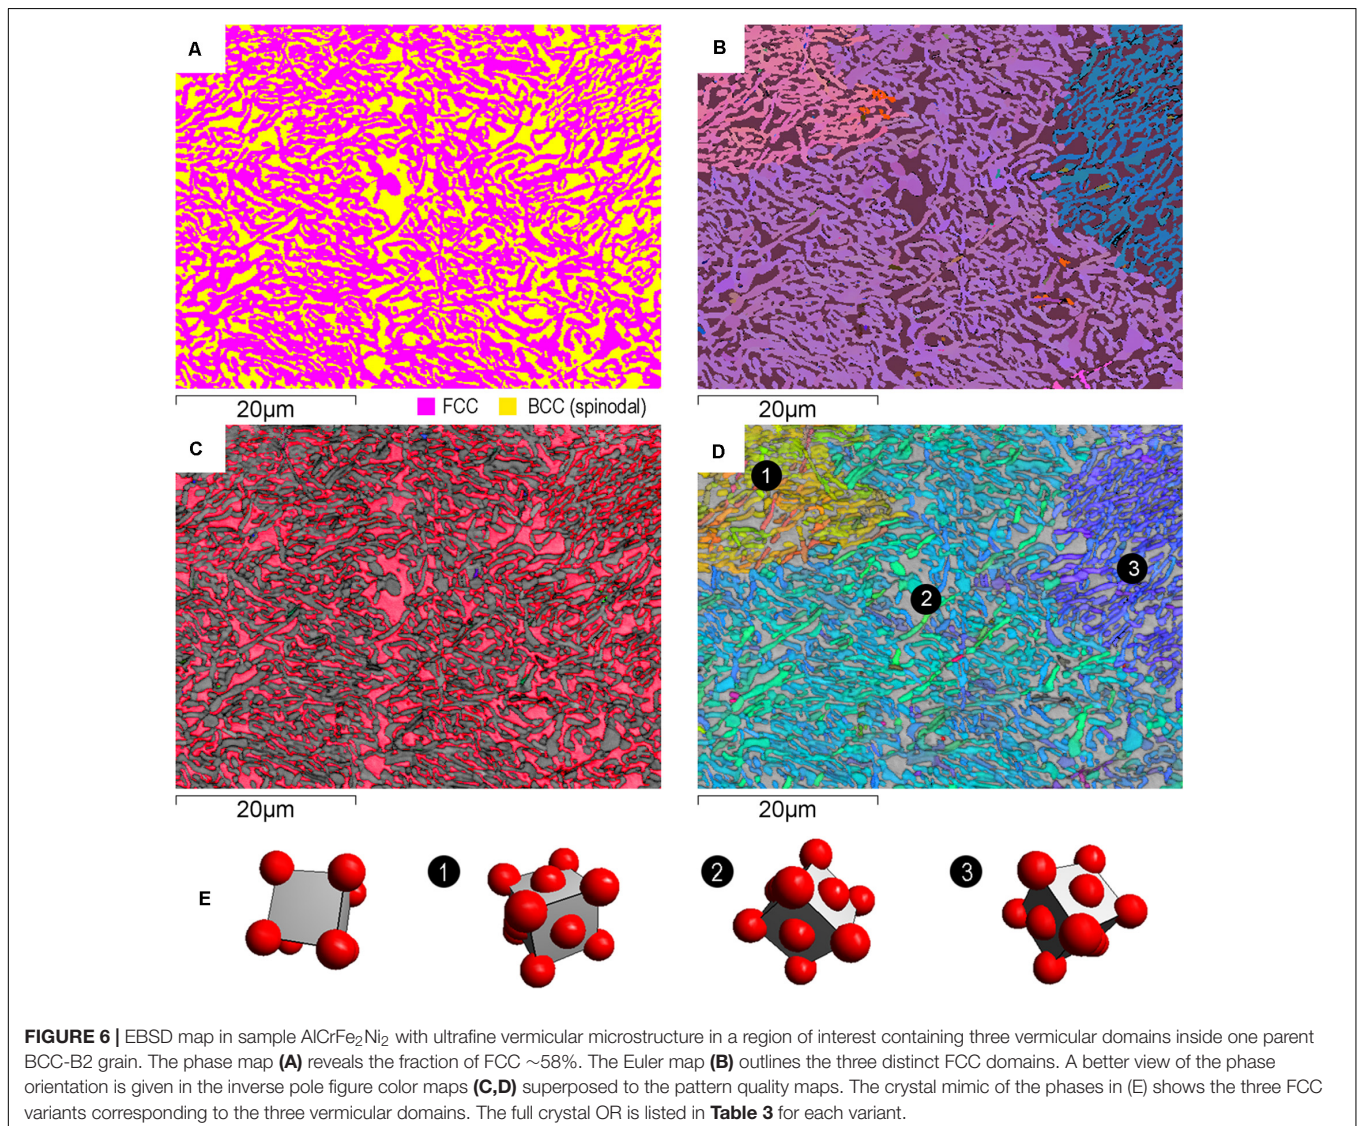 A
B
20µm
FCC
BCC (spinodal)
20µm
C
D
1
2
3
20µm
20µm
E
1
2
3
FIGURE 6 | EBSD map in sample AlCrFe₂Ni₂ with ultrafine vermicular microstructure in a region of interest containing three vermicular domains inside one parent
BCC-B2 grain. The phase map (A) reveals the fraction of FCC ∼58%. The Euler map (B) outlines the three distinct FCC domains. A better view of the phase
orientation is given in the inverse pole figure color maps (C,D) superposed to the pattern quality maps. The crystal mimic of the phases in (E) shows the three FCC
variants corresponding to the three vermicular domains. The full crystal OR is listed in Table 3 for each variant.